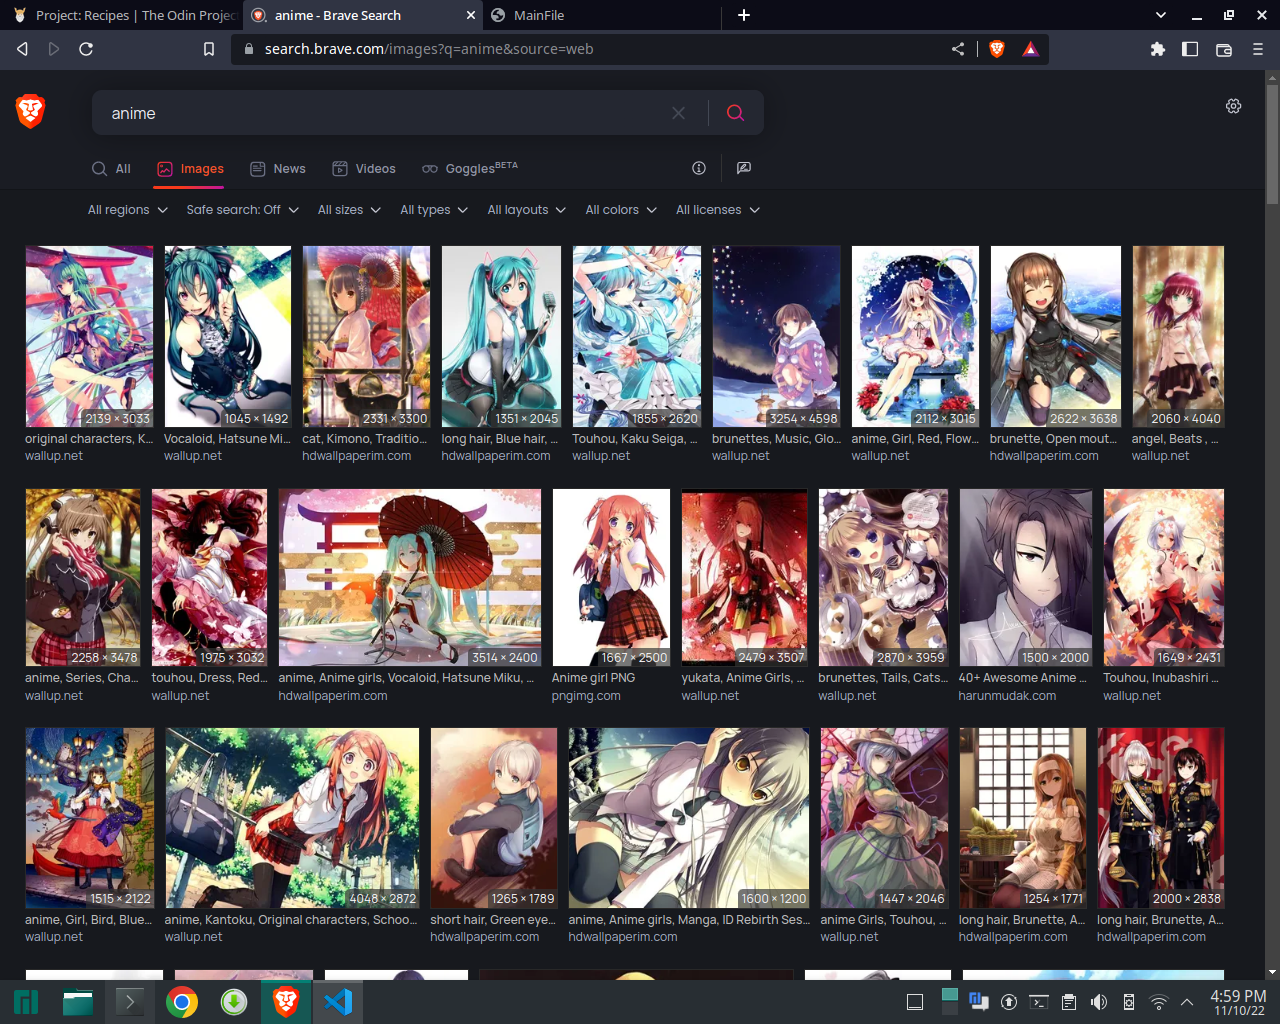 Project: Recipes | The Odin Projec
anime - Brave Search
MainFile
search.brave.com/images?q=anime&source=web
anime
All
Images
News
Videos
Goggles BETA
All regions
Safe search: Off
All sizes
All types
All layouts
All colors
All licenses
2139 × 3033
1045 × 1492
2331 × 3300
1351 × 2045
1855 × 2620
3254 × 4598
2112 × 3015
2622 × 3638
2060 × 4040
original characters, K...
Vocaloid, Hatsune Mi...
cat, Kimono, Traditio...
long hair, Blue hair, ...
Touhou, Kaku Seiga, ...
brunettes, Music, Glo...
anime, Girl, Red, Flow...
brunette, Open mout...
angel, Beats , ...
wallup.net
wallup.net
hdwallpaperim.com
hdwallpaperim.com
wallup.net
wallup.net
wallup.net
hdwallpaperim.com
wallup.net
2258 × 3478
1975 × 3032
3514 × 2400
1667 × 2500
2479 × 3507
2870 × 3959
1500 × 2000
1649 × 2431
anime, Series, Cha...
touhou, Dress, Red...
anime, Anime girls, Vocaloid, Hatsune Miku, ...
Anime girl PNG
yukata, Anime Girls, ...
brunettes, Tails, Cats...
40+ Awesome Anime ...
Touhou, Inubashiri ...
wallup.net
wallup.net
hdwallpaperim.com
pngimg.com
wallup.net
wallup.net
harunmudak.com
wallup.net
1515 × 2122
4048 × 2872
1265 × 1789
1600 × 1200
1447 × 2046
1254 × 1771
2000 × 2838
anime, Girl, Bird, Blue...
anime, Kantoku, Original characters, Schoo...
short hair, Green eye...
anime, Anime girls, Manga, ID Rebirth Ses...
anime Girls, Touhou, ...
long hair, Brunette, A...
long hair, Brunette, A...
wallup.net
wallup.net
hdwallpaperim.com
hdwallpaperim.com
wallup.net
hdwallpaperim.com
hdwallpaperim.com
4:59 PM
11/10/22